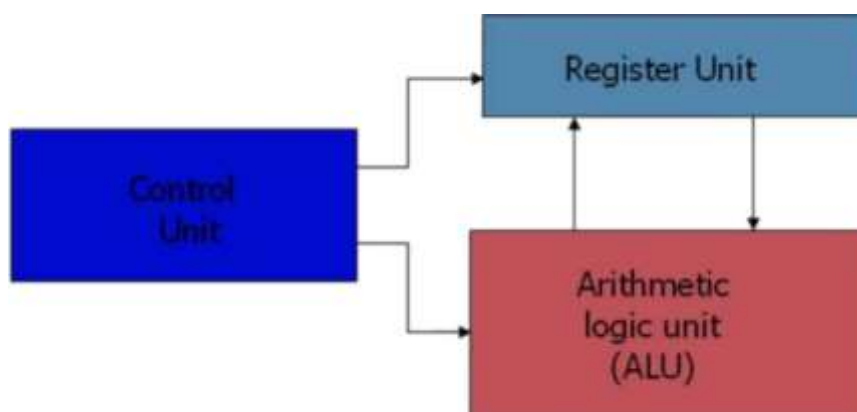 Register Unit
Control
Unit
Arithmetic
logic unit
(ALU)